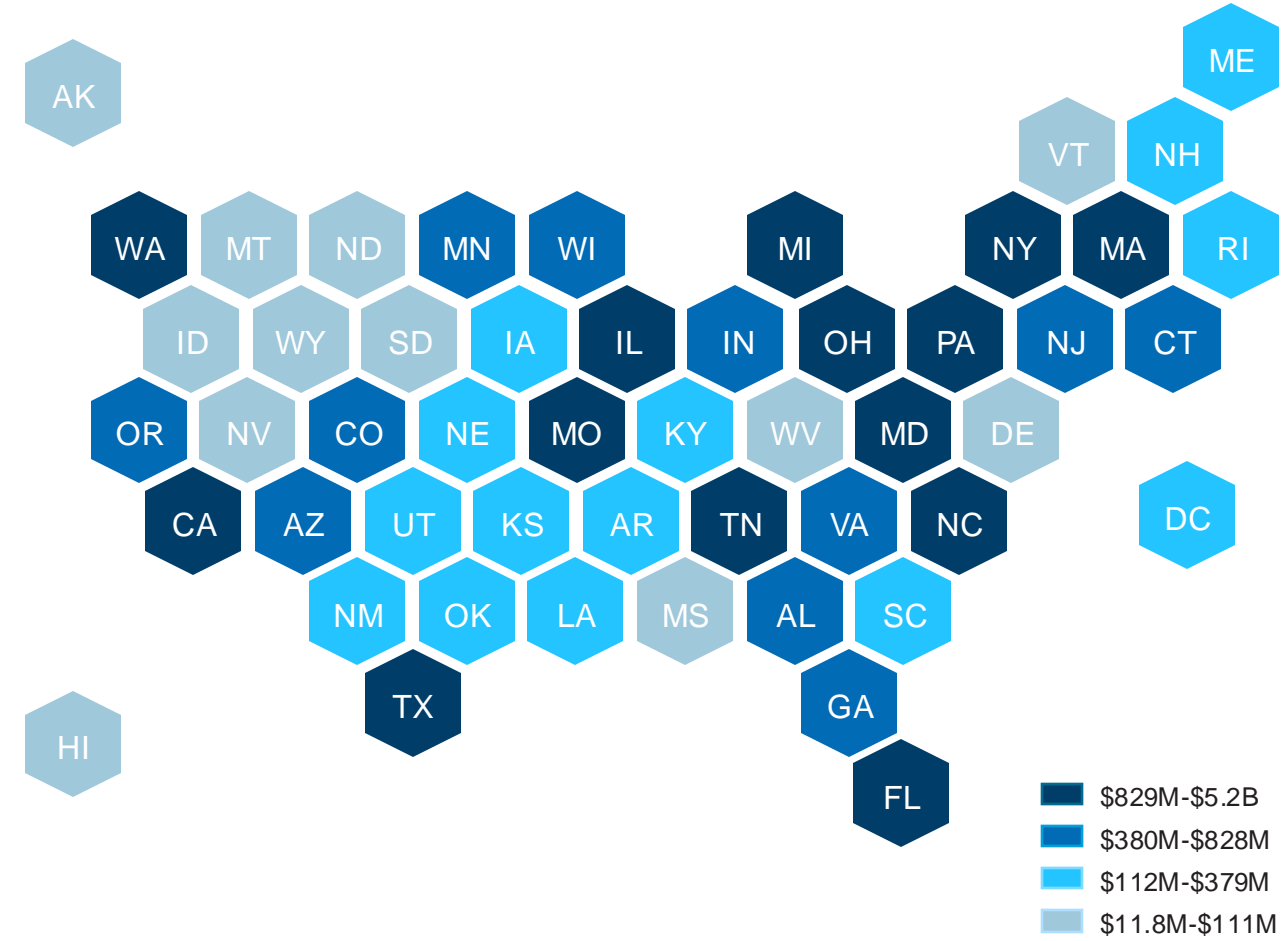 ME
AK
VT NH
WA MT ND MN WI MI NY MA RI
ID WY SD IA IL IN OH PA NJ CT
OR NV CO NE MO KY WV MD DE
CA AZ UT KS AR TN VA NC DC
NM OK LA MS AL SC
TX GA
HI
FL
$829M-$5.2B
$380M-$828M
$112M-$379M
$11.8M-$111M